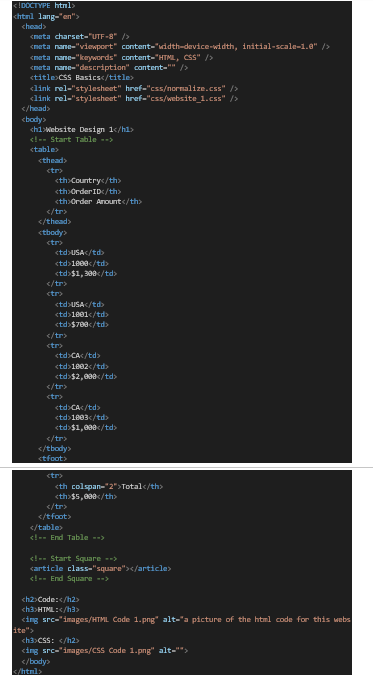 <!DOCTYPE html>
<html lang="en">
<head>
<meta charset="UTF-8" />
<meta name="viewport" content="width=device-width, initial-scale=1.0" />
<meta name="keywords" content="HTML, CSS" />
<meta name="description" content="" />
<title>CSS Basics</title>
<link rel="stylesheet" href="css/normalize.css" />
<link rel="stylesheet" href="css/website_1.css" />
</head>
<body>
<h1>Website Design 1</h1>
<!-- Start Table -->
<table>
<thead>
<tr>
<th>Country</th>
<th>OrderID</th>
<th>Order Amount</th>
</tr>
</thead>
<tbody>
<tr>
<td>USA</td>
<td>1000</td>
<td>$1,300</td>
</tr>
<tr>
<td>USA</td>
<td>1001</td>
<td>$700</td>
</tr>
<tr>
<td>CA</td>
<td>1002</td>
<td>$2,000</td>
</tr>
<tr>
<td>CA</td>
<td>1003</td>
<td>$1,000</td>
</tr>
</tbody>
<tfoot>
<tr>
<th colspan="2">Total</th>
<th>$5,000</th>
</tr>
</tfoot>
</table>
<!-- End Table -->
<!-- Start Square -->
<article class="square"></article>
<!-- End Square -->
<h2>Code:</h2>
<h3>HTML:</h3>
<img src="images/HTML Code 1.png" alt="a picture of the html code for this webs
ite">
<h3>CSS: </h2>
<img src="images/CSS Code 1.png" alt="">
</body>
</html>